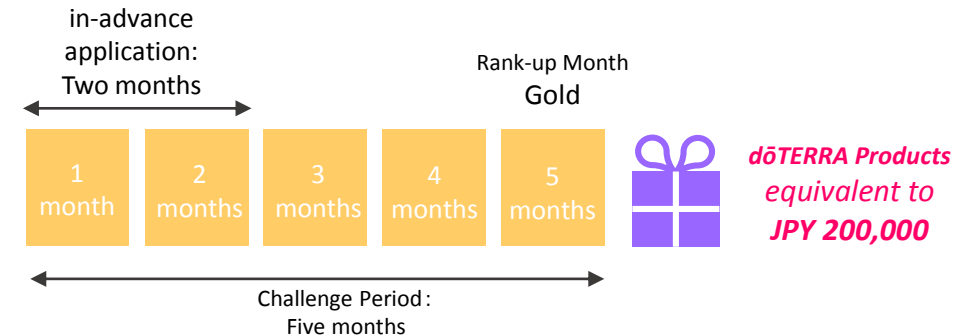 in-advance
application:
Two months
Rank-up Month
Gold
1
month
2
months
3
months
4
months
5
months
dōTERRA Products
equivalent to
JPY 200,000
Challenge Period:
Five months